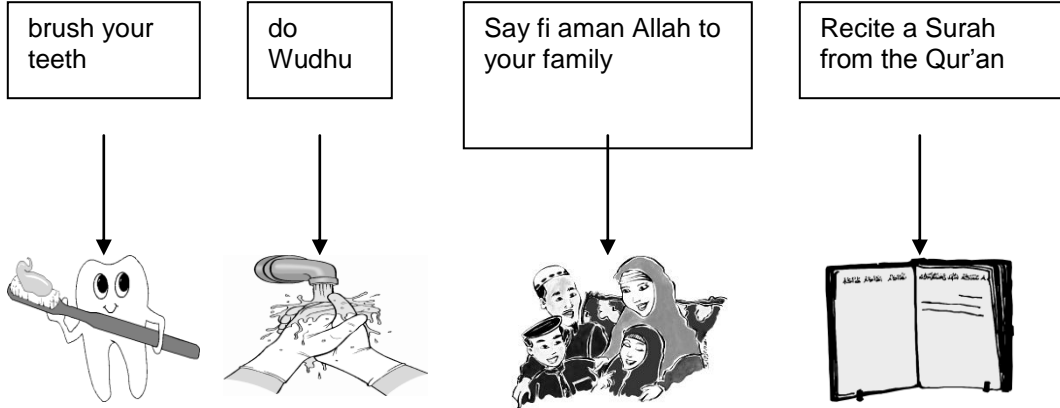 brush your
teeth
do
Wudhu
Say fi aman Allah to
your family
Recite a Surah
from the Qur’an